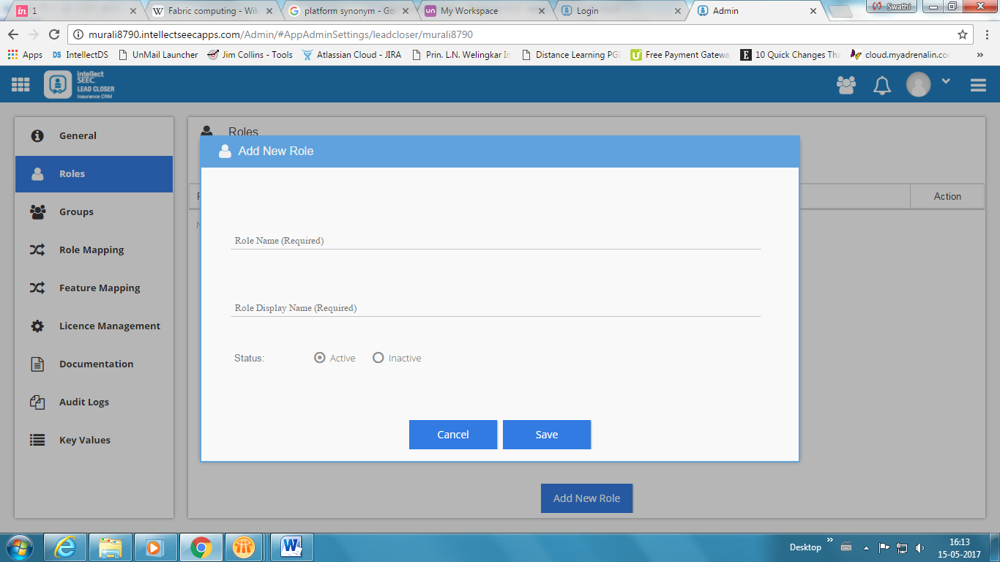 1
Fabric computing - Wik
platform synonym - Goo
My Workspace
Login
Admin
Swathi
murali8790.intellectseecapps.com/Admin/#AppAdminSettings/leadcloser/murali8790
Apps
DS IntellectDS
UnMail Launcher
Jim Collins - Tools
Atlassian Cloud - JIRA
Prin. L.N. Welingkar In
Distance Learning PG
Free Payment Gatewa
10 Quick Changes Tha
cloud.myadrenalin.co
intellect
SEEC
LEAD CLOSER
Insurance CRM
General
Roles
Groups
Role Mapping
Feature Mapping
Licence Management
Documentation
Audit Logs
Key Values
Roles
Action
Add New Role
Role Name (Required)
Role Display Name (Required)
Status:
Active
Inactive
Cancel
Save
Add New Role
Desktop
16:13
15-05-2017